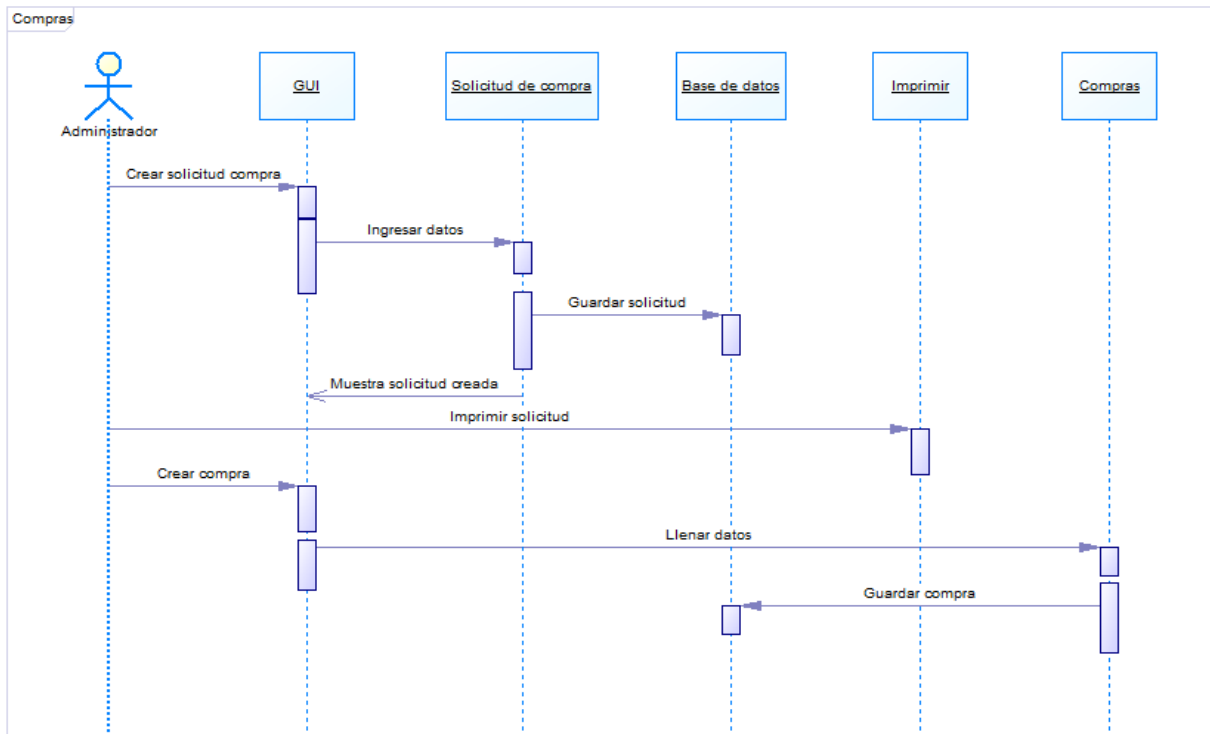 Compras
GUI
Solicitud de compra
Base de datos
Imprimir
Compras
Administrador
Crear solicitud compra
Ingresar datos
Guardar solicitud
Muestra solicitud creada
Imprimir solicitud
Crear compra
Llenar datos
Guardar compra